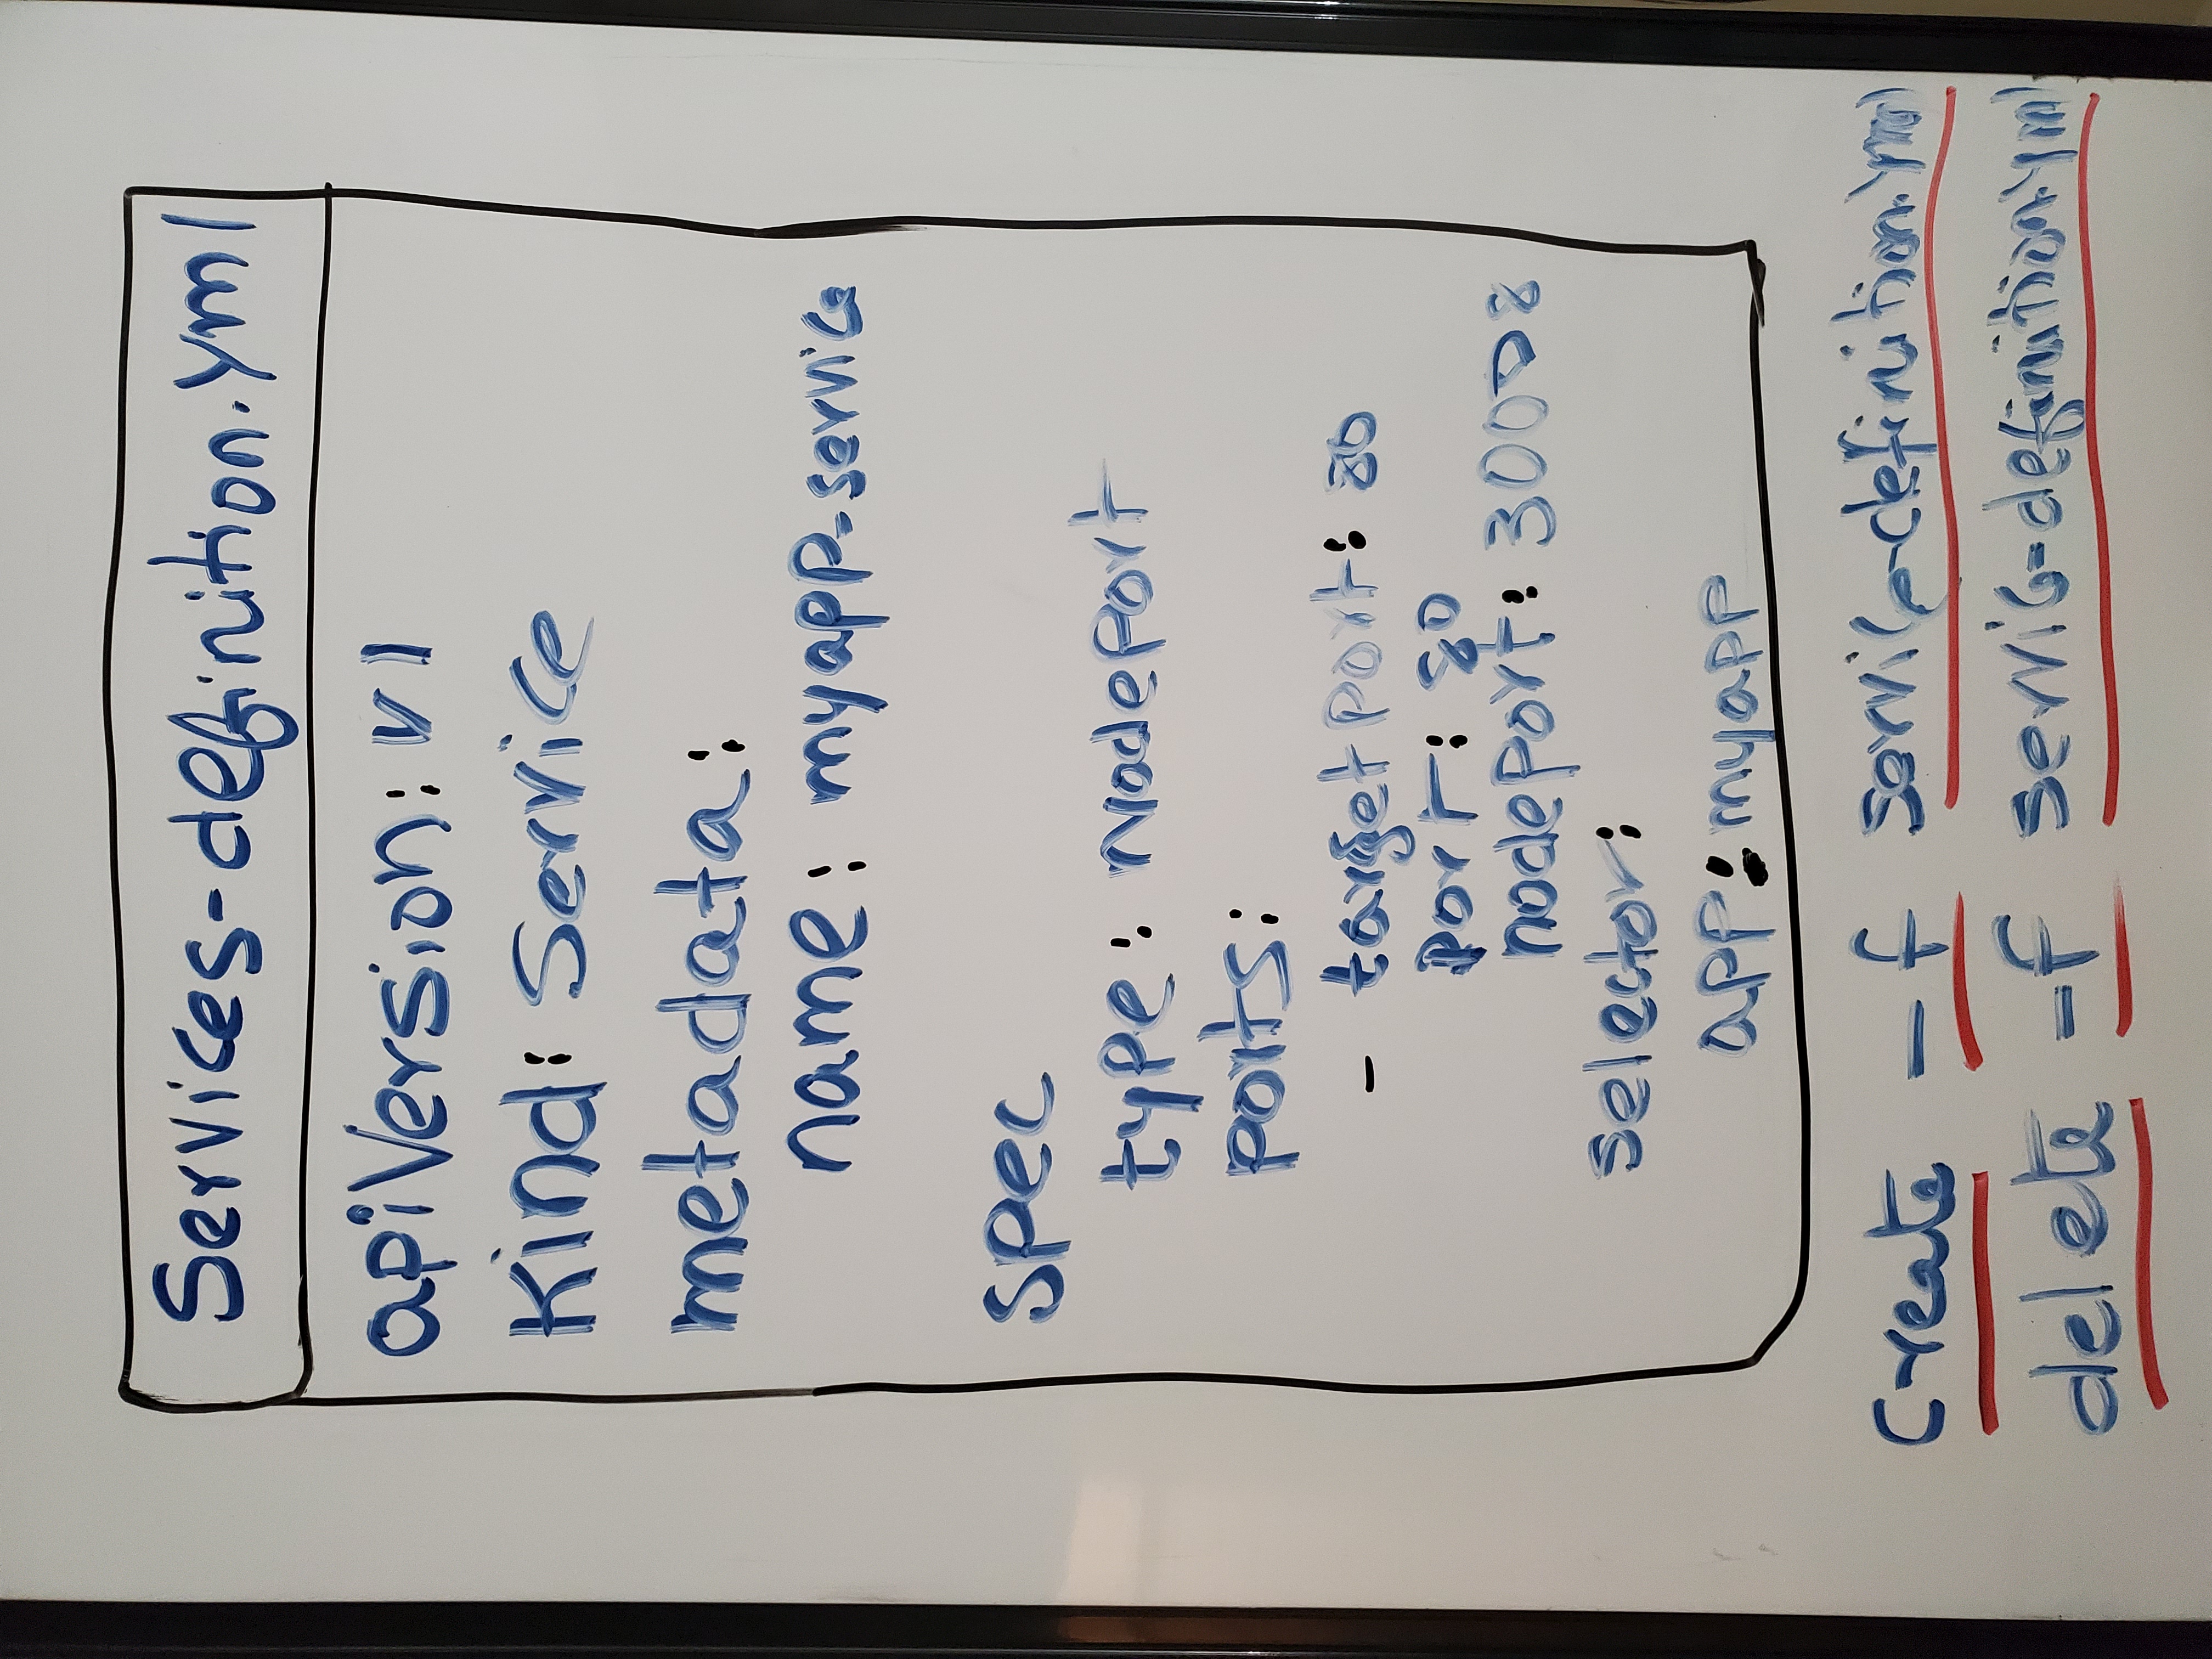 Services-definition.yml
apiVersion: v1
Kind: Service
metadata:
name: myapp-service
spec
type: NodePort
ports:
- targetPort: 80
port: 80
nodePort: 30008
selector:
app: myapp
create -f service-definition.yml
delete -f service-definition.yml